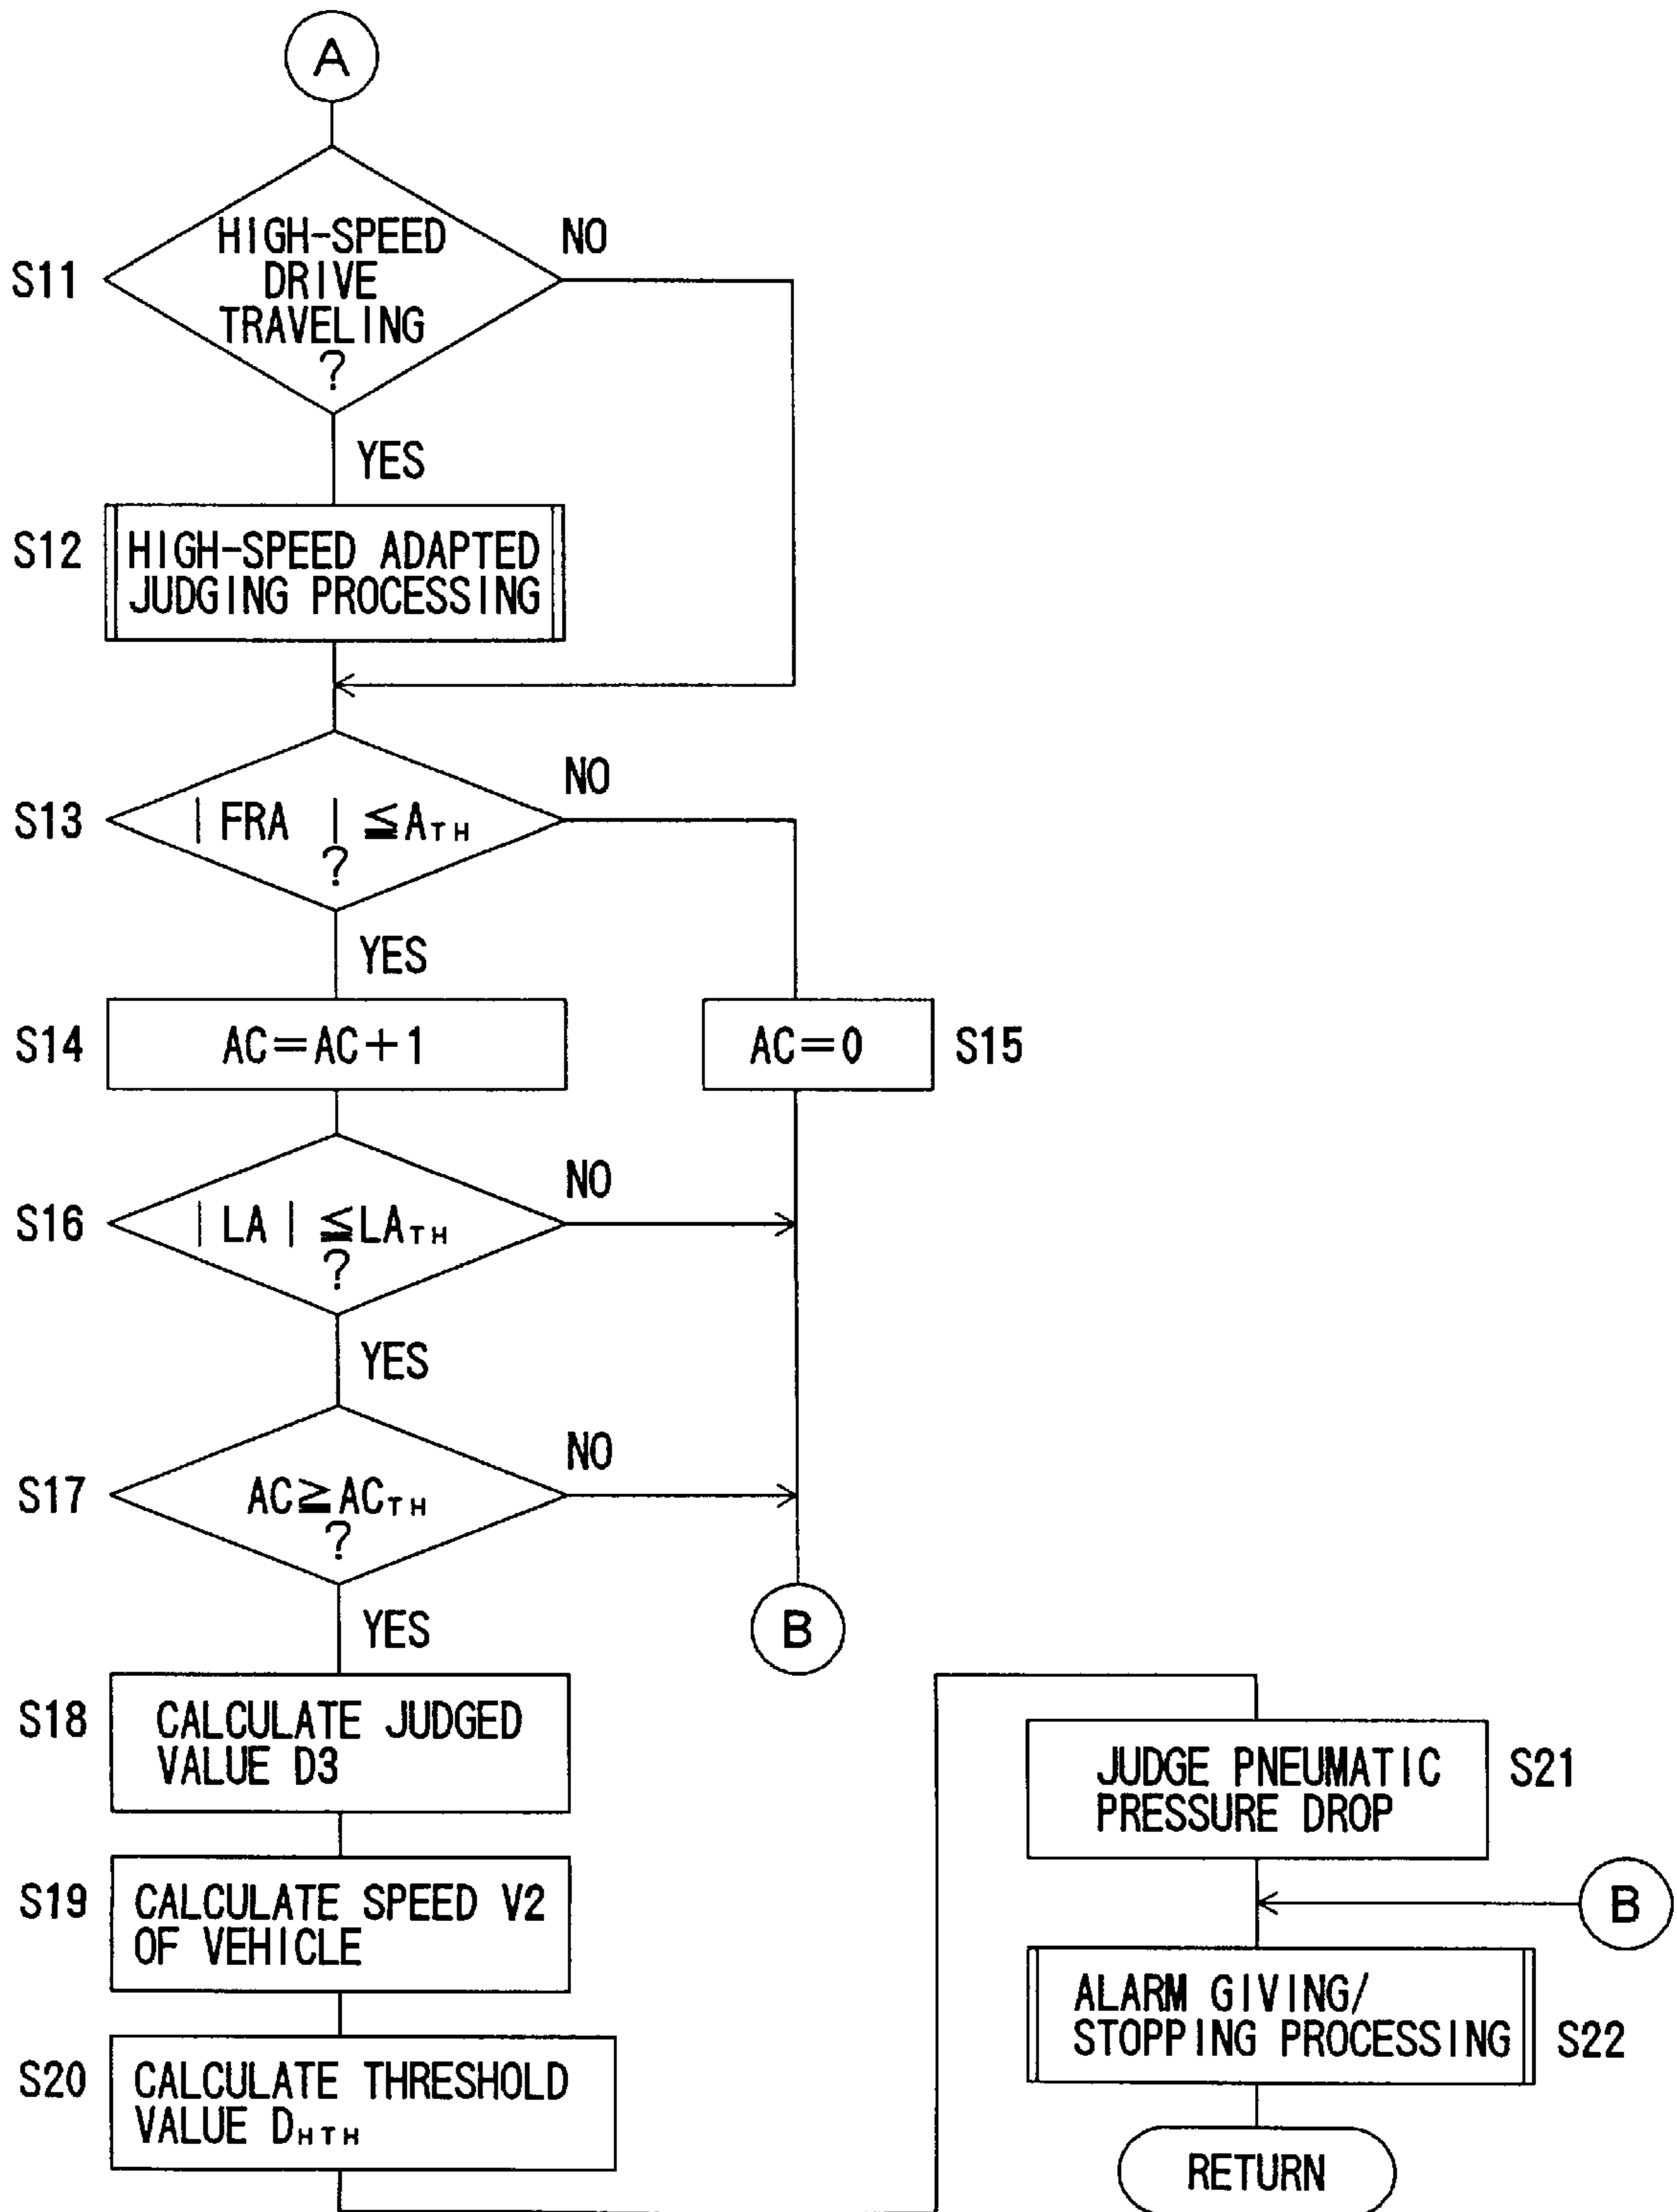 A
S11
HIGH-SPEED
DRIVE
TRAVELING
?
NO
YES
S12
HIGH-SPEED ADAPTED
JUDGING PROCESSING
S13
| FRA | ≦ATH
?
NO
YES
S14
AC=AC+1
AC=0
S15
S16
| LA | ≦LATH
?
NO
YES
S17
AC≧ACTH
?
NO
YES
B
S18
CALCULATE JUDGED
VALUE D3
S19
CALCULATE SPEED V2
OF VEHICLE
S20
CALCULATE THRESHOLD
VALUE DHTH
JUDGE PNEUMATIC
PRESSURE DROP
S21
B
ALARM GIVING/
STOPPING PROCESSING
S22
RETURN